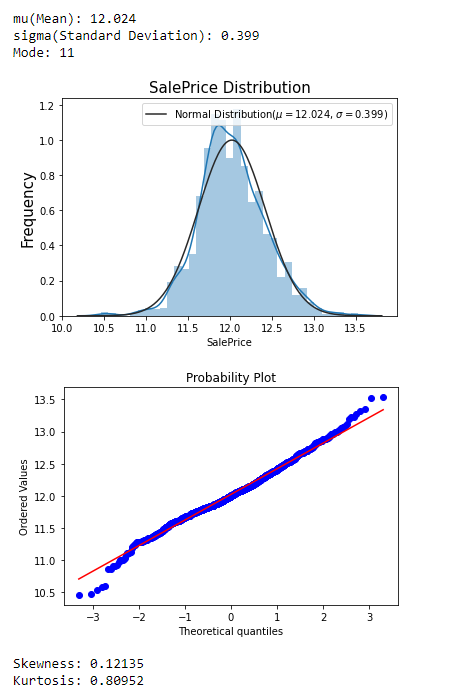 mu(Mean): 12.024
sigma(Standard Deviation): 0.399
Mode: 11
SalePrice Distribution
Normal Distribution(μ = 12.024, σ = 0.399)
Frequency
1.2
1.0
0.8
0.6
0.4
0.2
0.0
10.0 10.5 11.0 11.5 12.0 12.5 13.0 13.5
SalePrice
Probability Plot
Ordered Values
13.5
13.0
12.5
12.0
11.5
11.0
10.5
−3 −2 −1 0 1 2 3
Theoretical quantiles
Skewness: 0.12135
Kurtosis: 0.80952